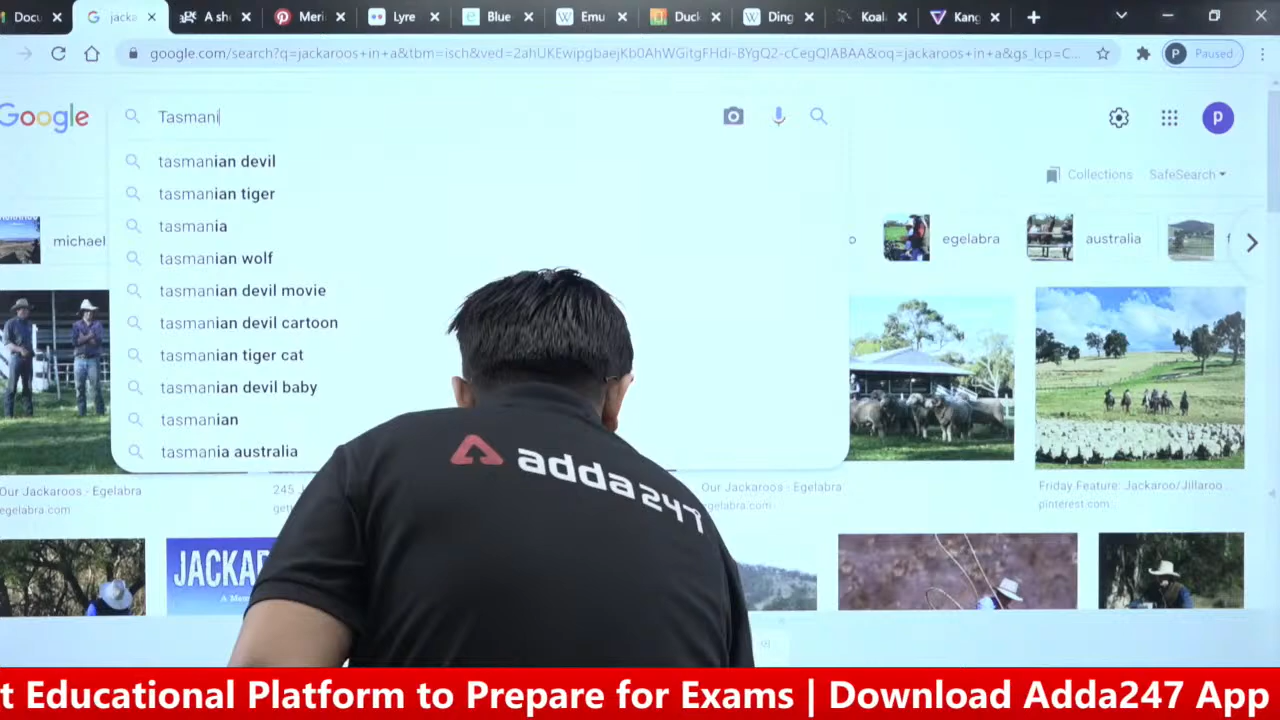 Docu
jacka
A sh
Meri
Lyre
Blue
Emu
Duck
Ding
Koal
Kang
google.com/search?q=jackaroos+in+a&tbm=isch&ved=2ahUKEwipgbaejKb0AhWGitgFHdi-BYgQ2-cCegQIABAA&oq=jackaroos+in+a&gs_lcp=C...
P Paused
Google
Tasmani
p
tasmanian devil
tasmanian tiger
tasmania
tasmanian wolf
tasmanian devil movie
tasmanian devil cartoon
tasmanian tiger cat
tasmanian devil baby
tasmanian
tasmania australia
Collections SafeSearch
michael
egelabra
australia
Our Jackaroos - Egelabra
egelabra.com
245 J
Our Jackaroos - Egelabra
egelabra.com
Friday Feature: Jackaroo/Jillaroo...
pinterest.com
JACKAR
adda247
t Educational Platform to Prepare for Exams | Download Adda247 App